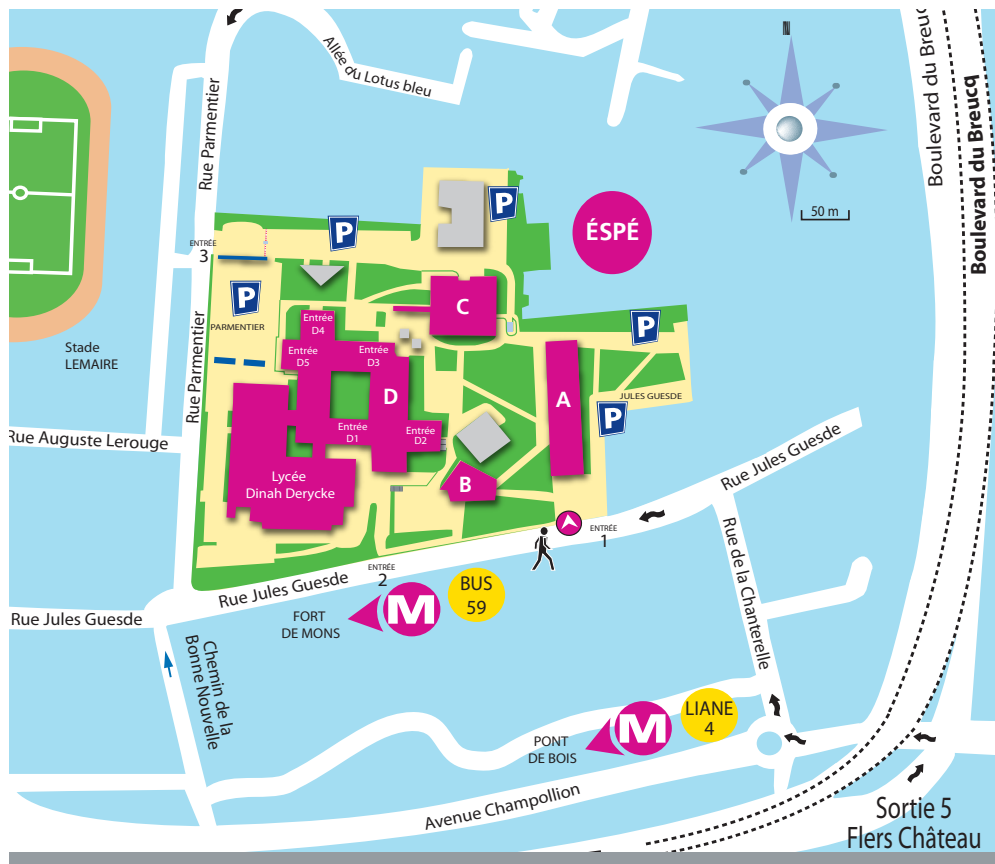 N
50 m
Boulevard du Breucq
Boulevard du Breucq
Allée du Lotus bleu
Rue Parmentier
P
P
ÉSPÉ
ENTRÉE
3
P
PARMENTIER
C
P
Entrée
D4
Entrée
D5
Entrée
D3
Stade
LEMAIRE
Rue Parmentier
D
A
JULES GUESDE
P
Entrée
D1
Entrée
D2
Rue Auguste Lerouge
Lycée
Dinah Derycke
B
Rue Jules Guesde
ENTRÉE
1
Rue de la Chanterelle
ENTRÉE
2
Rue Jules Guesde
BUS
59
M
FORT
DE MONS
Rue Jules Guesde
Chemin de la
Bonne Nouvelle
LIANE
4
M
PONT
DE BOIS
Avenue Champollion
Sortie 5
Flers Château